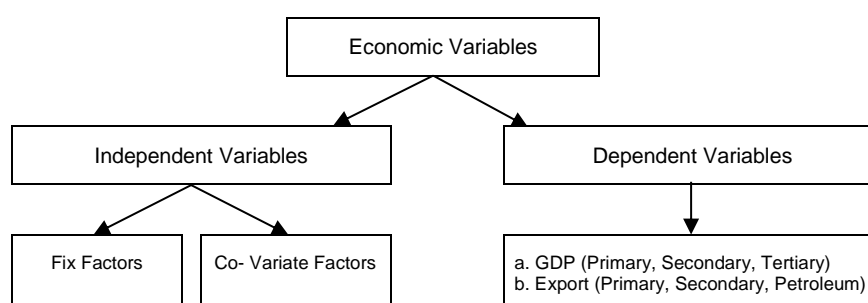 Economic Variables
Independent Variables
Dependent Variables
Fix Factors
Co- Variate Factors
a. GDP (Primary, Secondary, Tertiary)
b. Export (Primary, Secondary, Petroleum)